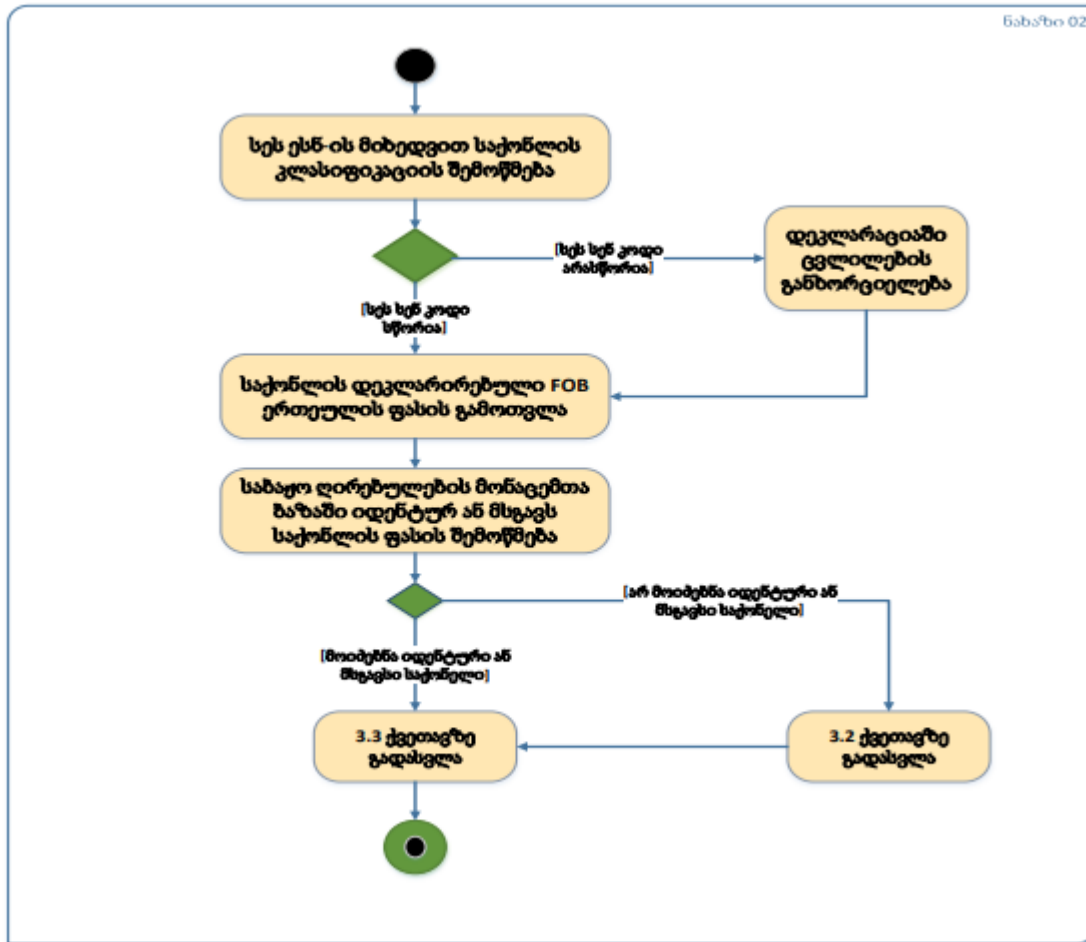 ნახაზი 02
სეს ესნ-ის მიხედვით საქონლის
კლასიფიკაციის შემოწმება
[სეს სენ კოდი
არასწორია]
დეკლარაციაში
ცვლილების
განხორციელება
[სეს სენ კოდი
სწორია]
საქონლის დეკლარირებული FOB
ერთეულის ფასის გამოთვლა
საბაჟო ღირებულების მონაცემთა
ბაზაში იდენტურ ან მსგავს
საქონლის ფასის შემოწმება
[არ მოიძებნა იდენტური ან
მსგავსი საქონელი]
[მოიძებნა იდენტური ან
მსგავსი საქონელი]
3.3 ქვეთავზე
გადასვლა
3.2 ქვეთავზე
გადასვლა